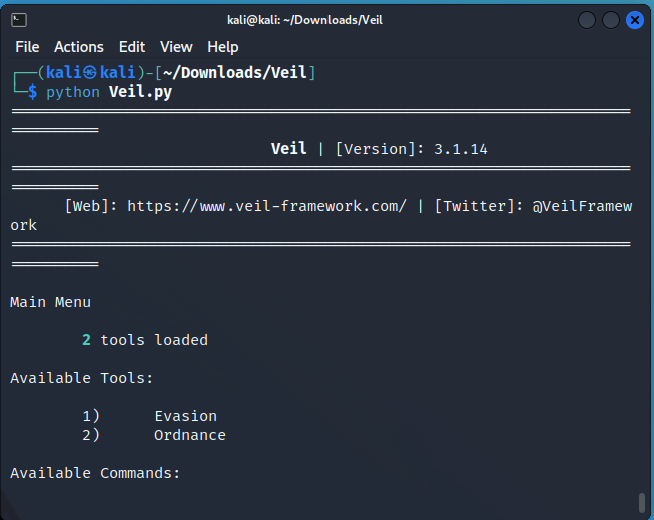 kali@kali: ~/Downloads/Veil
File Actions Edit View Help
┌──(kali㉿kali)-[~/Downloads/Veil]
└─$ python Veil.py
=====================================================================
==========
Veil | [Version]: 3.1.14
=====================================================================
==========
[Web]: https://www.veil-framework.com/ | [Twitter]: @VeilFramew
ork
=====================================================================
==========
Main Menu
2 tools loaded
Available Tools:
1) Evasion
2) Ordnance
Available Commands: